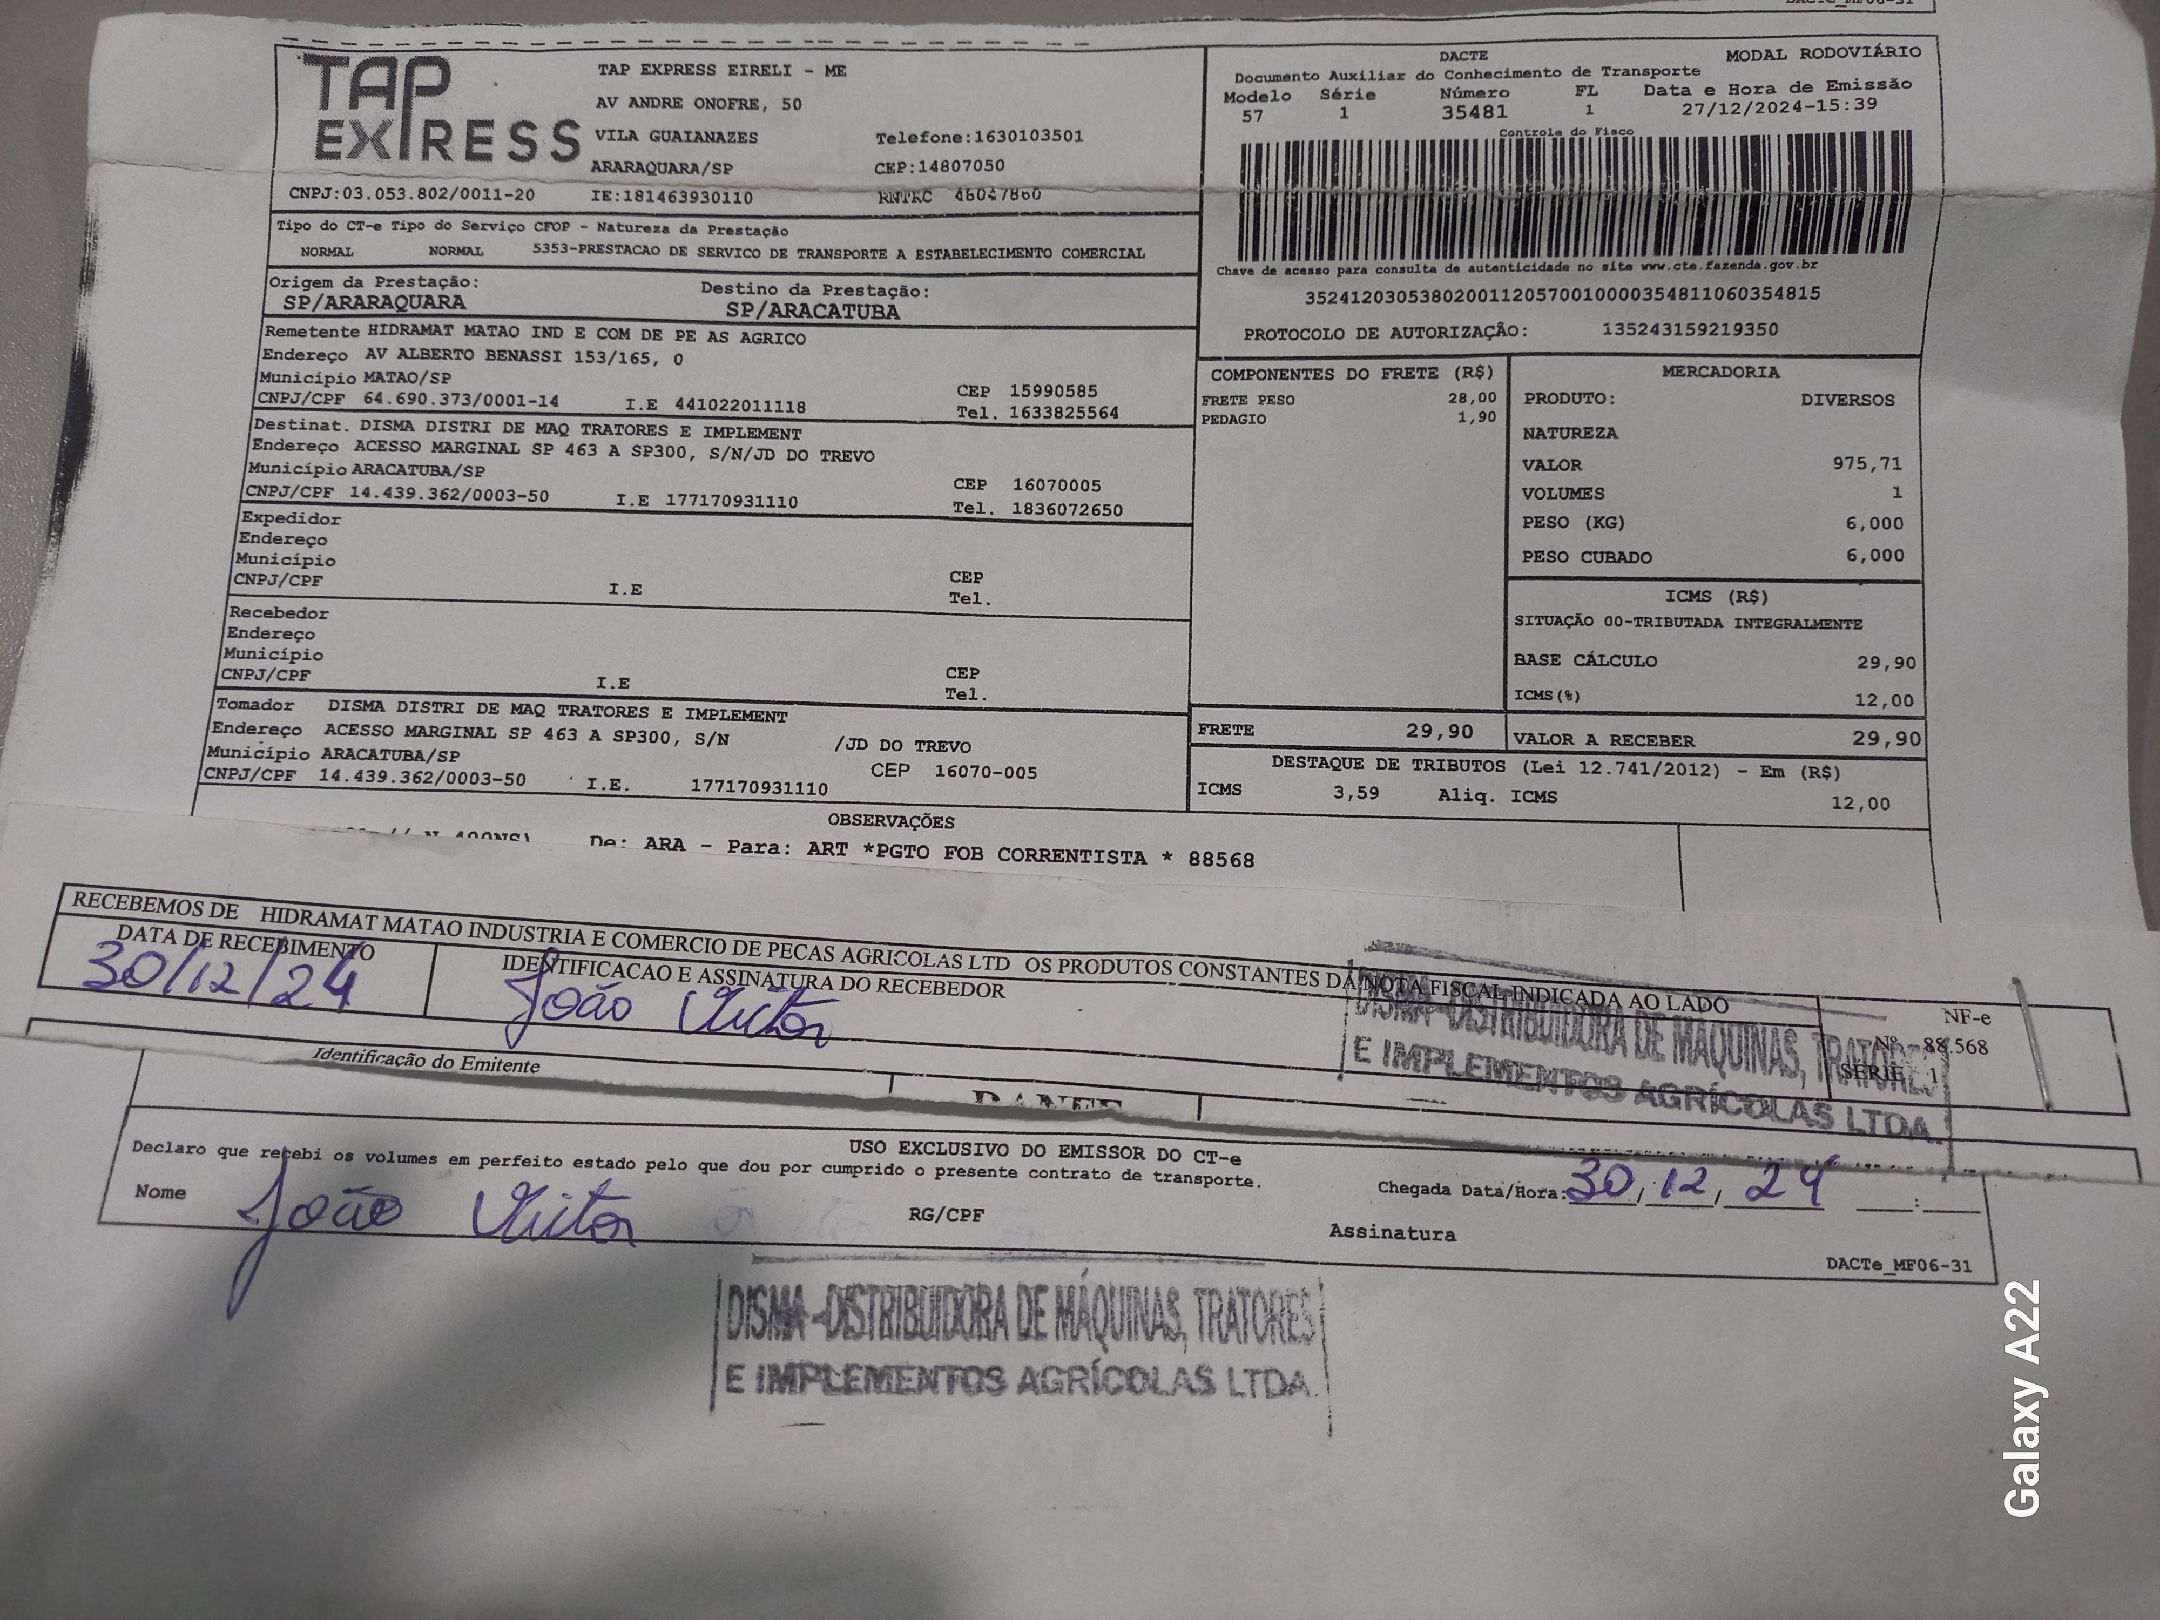 DACTe_MF06-31
TAP EXPRESS
TAP EXPRESS EIRELI - ME
AV ANDRE ONOFRE, 50
VILA GUAIANAZES Telefone:1630103501
ARARAQUARA/SP CEP:14807050
CNPJ:03.053.802/0011-20 IE:181463930110 RNTRC 46047860
DACTE MODAL RODOVIÁRIO
Documento Auxiliar do Conhecimento de Transporte
Modelo Série Número FL Data e Hora de Emissão
57 1 35481 1 27/12/2024-15:39
Controle do Fisco
Chave de acesso para consulta de autenticidade no site www.cte.fazenda.gov.br
35241203053802001120570010000354811060354815
PROTOCOLO DE AUTORIZAÇÃO: 135243159219350
Tipo do CT-e Tipo do Serviço CFOP - Natureza da Prestação
NORMAL NORMAL 5353-PRESTACAO DE SERVICO DE TRANSPORTE A ESTABELECIMENTO COMERCIAL
Origem da Prestação: Destino da Prestação:
SP/ARARAQUARA SP/ARACATUBA
Remetente HIDRAMAT MATAO IND E COM DE PE AS AGRICO
Endereço AV ALBERTO BENASSI 153/165, 0
Município MATAO/SP CEP 15990585
CNPJ/CPF 64.690.373/0001-14 I.E 441022011118 Tel. 1633825564
Destinat. DISMA DISTRI DE MAQ TRATORES E IMPLEMENT
Endereço ACESSO MARGINAL SP 463 A SP300, S/N/JD DO TREVO
Município ARACATUBA/SP CEP 16070005
CNPJ/CPF 14.439.362/0003-50 I.E 177170931110 Tel. 1836072650
Expedidor
Endereço
Município CEP
CNPJ/CPF I.E Tel.
Recebedor
Endereço
Município CEP
CNPJ/CPF I.E Tel.
Tomador DISMA DISTRI DE MAQ TRATORES E IMPLEMENT
Endereço ACESSO MARGINAL SP 463 A SP300, S/N /JD DO TREVO
Município ARACATUBA/SP CEP 16070-005
CNPJ/CPF 14.439.362/0003-50 I.E. 177170931110
COMPONENTES DO FRETE (R$)
FRETE PESO 28,00
PEDAGIO 1,90
FRETE 29,90
MERCADORIA
PRODUTO: DIVERSOS
NATUREZA
VALOR 975,71
VOLUMES 1
PESO (KG) 6,000
PESO CUBADO 6,000
ICMS (R$)
SITUAÇÃO 00-TRIBUTADA INTEGRALMENTE
BASE CÁLCULO 29,90
ICMS(%) 12,00
VALOR A RECEBER 29,90
DESTAQUE DE TRIBUTOS (Lei 12.741/2012) - Em (R$)
ICMS 3,59 Aliq. ICMS 12,00
OBSERVAÇÕES
De: ARA - Para: ART *PGTO FOB CORRENTISTA * 88568
RECEBEMOS DE HIDRAMAT MATAO INDUSTRIA E COMERCIO DE PECAS AGRICOLAS LTD OS PRODUTOS CONSTANTES DA NOTA FISCAL INDICADA AO LADO
DATA DE RECEBIMENTO IDENTIFICACAO E ASSINATURA DO RECEBEDOR
30/12/24 João Victor
NF-e
Nº 88.568
SERIE 1
DISMA - DISTRIBUIDORA DE MÁQUINAS, TRATORES
E IMPLEMENTOS AGRÍCOLAS LTDA.
Identificação do Emitente
DANFE
USO EXCLUSIVO DO EMISSOR DO CT-e
Declaro que recebi os volumes em perfeito estado pelo que dou por cumprido o presente contrato de transporte.
Chegada Data/Hora: 30/12/24 :
Nome João Victor RG/CPF Assinatura
DACTe_MF06-31
DISMA - DISTRIBUIDORA DE MÁQUINAS, TRATORES
E IMPLEMENTOS AGRÍCOLAS LTDA.
Galaxy A22